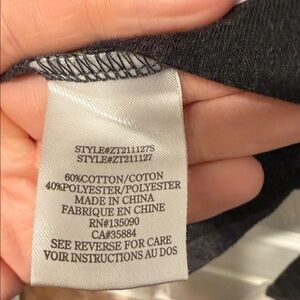 STYLE#ZT211127S
STYLE#ZT211127
60%COTTON/COTON
40%POLYESTER/POLYESTER
MADE IN CHINA
FABRIQUE EN CHINE
RN#135090
CA#35884
SEE REVERSE FOR CARE
VOIR INSTRUCTIONS AU DOS